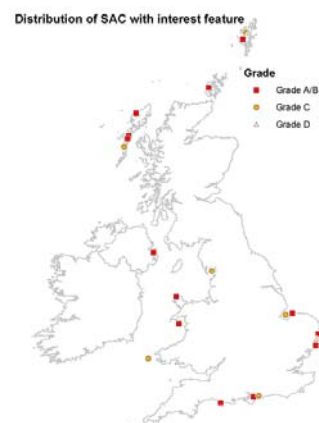 Distribution of SAC with interest feature
Grade
Grade A/B
Grade C
Grade D